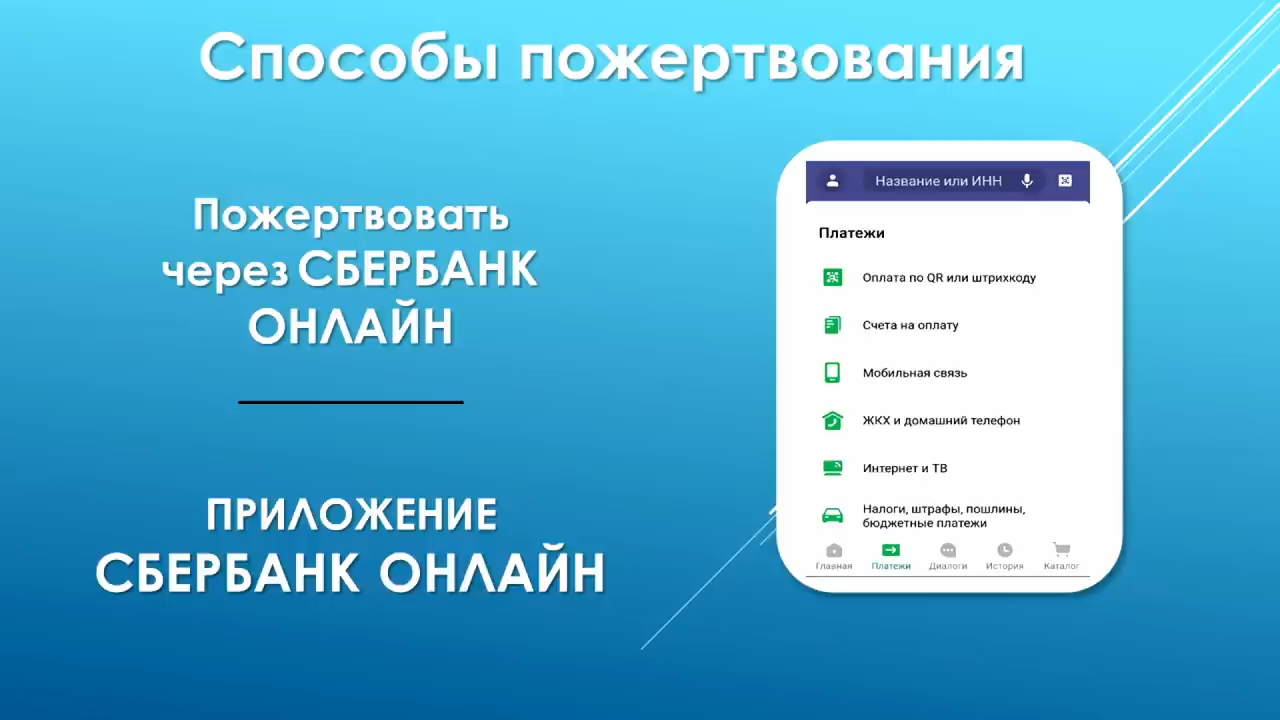 Способы пожертвования
Пожертвовать
через СБЕРБАНК
ОНЛАЙН
ПРИЛОЖЕНИЕ
СБЕРБАНК ОНЛАЙН
Название или ИНН
Платежи
Оплата по QR или штрихкоду
Счета на оплату
Мобильная связь
ЖКХ и домашний телефон
Интернет и ТВ
Налоги, штрафы, пошлины,
бюджетные платежи
Главная Платежи Диалоги История Каталог